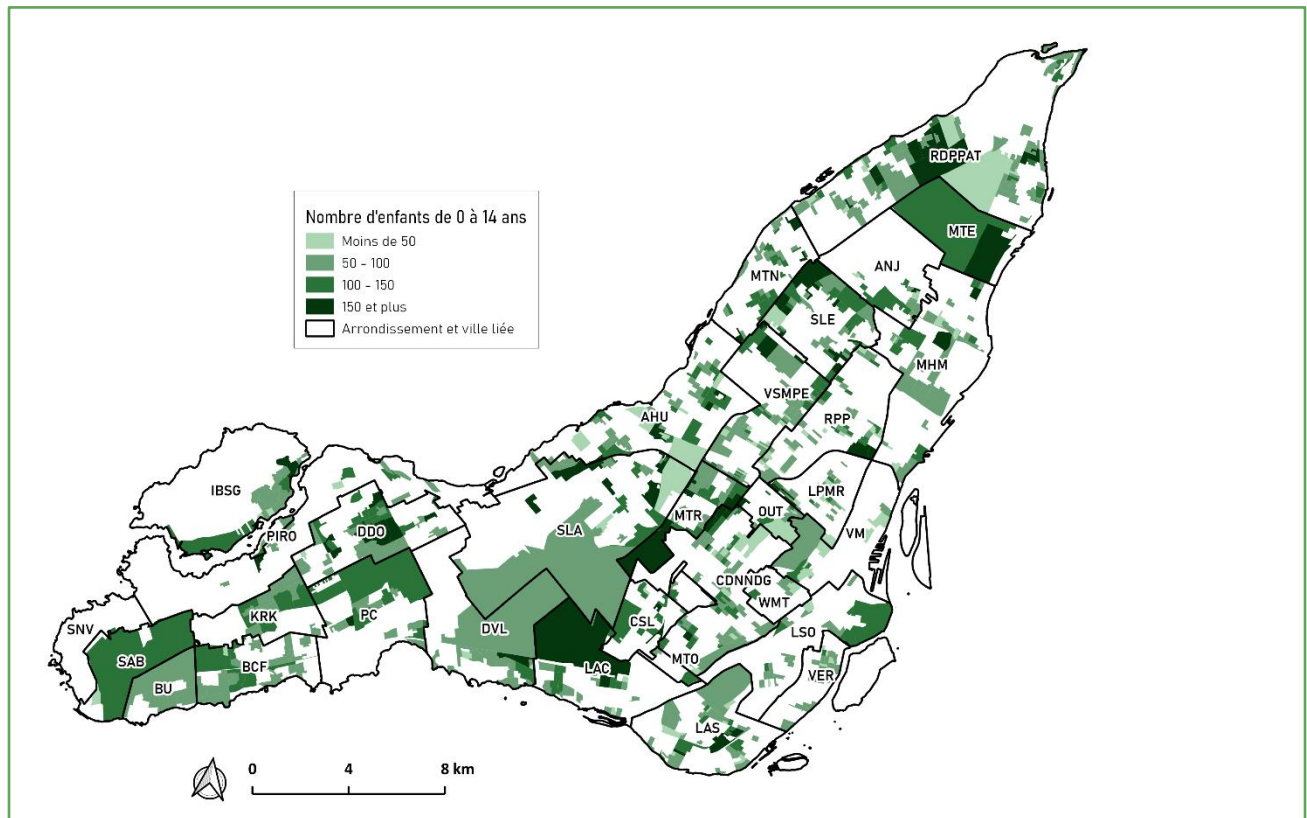 RDPPAT
MTE
ANJ
MTN
SLE
MHM
VSMPE
RPP
AHU
Nombre d'enfants de 0 à 14 ans
Moins de 50
50 - 100
100 - 150
150 et plus
Arrondissement et ville liée
IBSG
PIRO
DDO
SLA
MTR
OUT
LPMR
VM
CDNNDG
WMT
CSL
LSO
MTO
VER
LAS
LAC
DVL
PC
KRK
BCF
SNV
SAB
BU
0 4 8 km